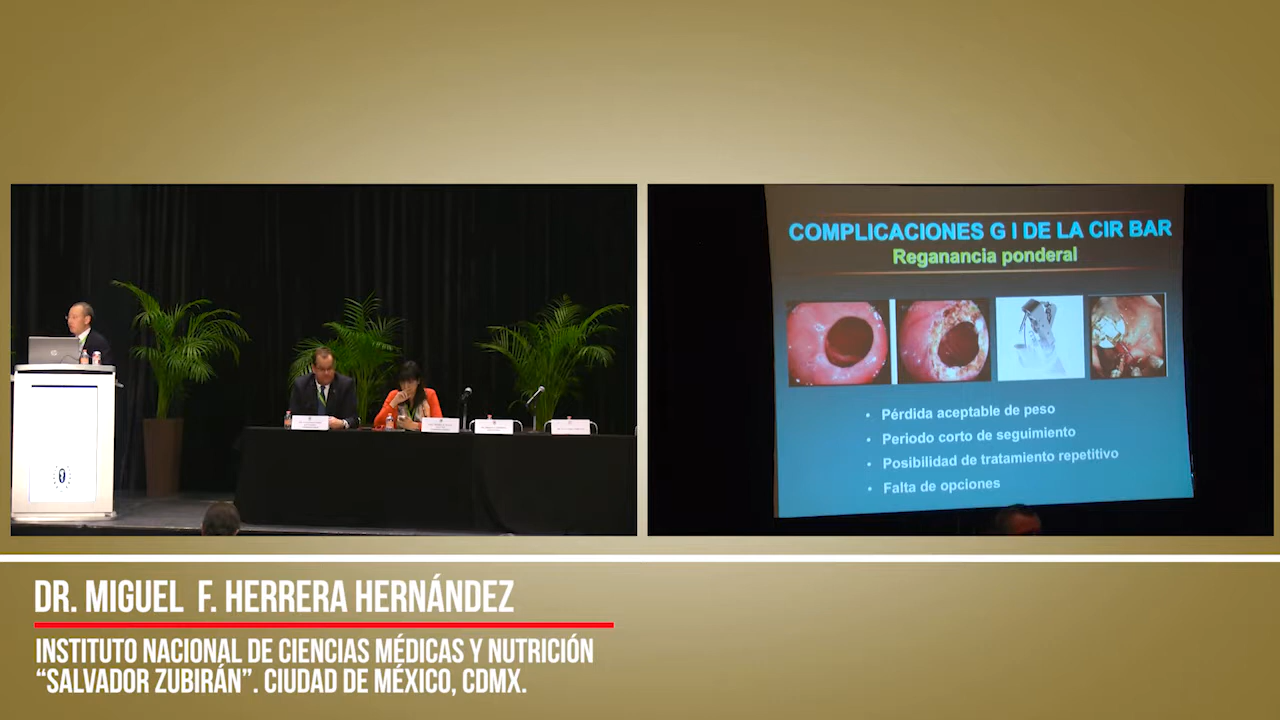 COMPLICACIONES G I DE LA CIR BAR
Reganancia ponderal
• Pérdida aceptable de peso
• Periodo corto de seguimiento
• Posibilidad de tratamiento repetitivo
• Falta de opciones
DR. MIGUEL F. HERRERA HERNÁNDEZ
INSTITUTO NACIONAL DE CIENCIAS MÉDICAS Y NUTRICIÓN
“SALVADOR ZUBIRÁN”. CIUDAD DE MÉXICO, CDMX.